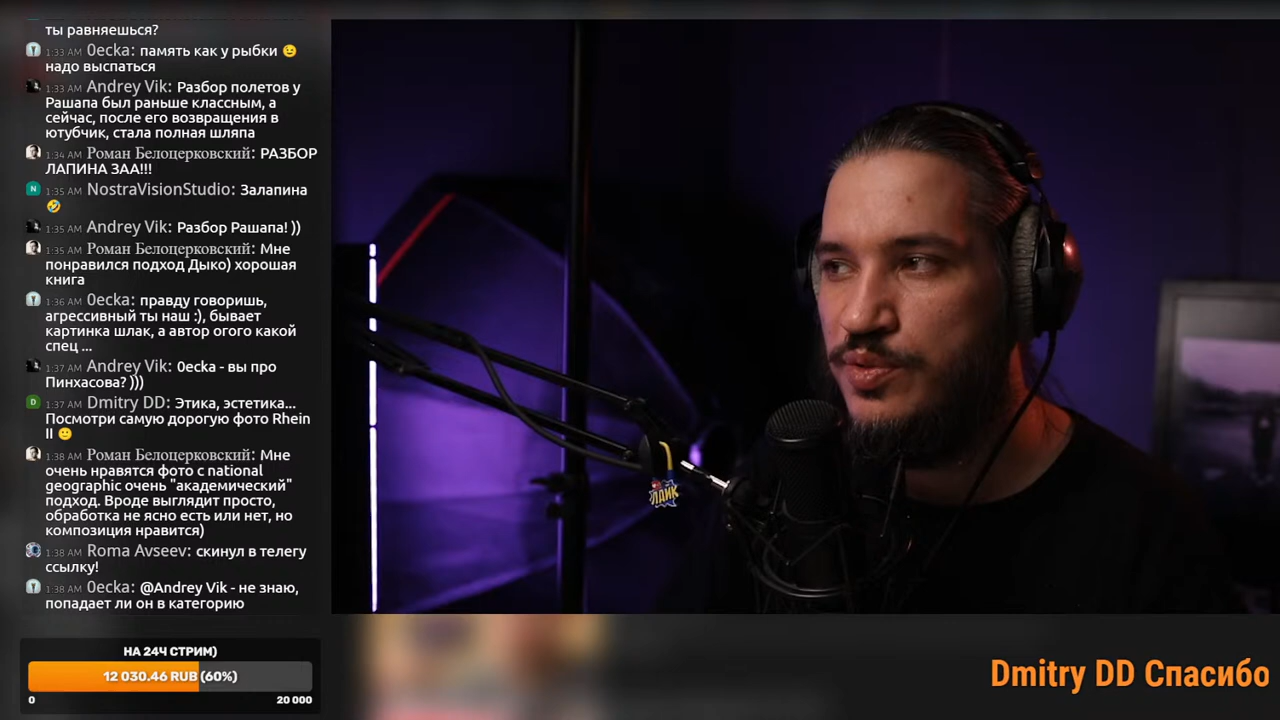 ты равняешься?
1:33 AM 0ecka: память как у рыбки 😉
надо выспаться
1:33 AM Andrey Vik: Разбор полетов у
Рашапа был раньше классным, а
сейчас, после его возвращения в
ютубчик, стала полная шляпа
1:34 AM Роман Белоцерковский: РАЗБОР
ЛАПИНА ЗАА!!!
N 1:35 AM NostraVisionStudio: Залапина
🤣
1:35 AM Andrey Vik: Разбор Рашапа! ))
1:35 AM Роман Белоцерковский: Мне
понравился подход Дыко) хорошая
книга
1:36 AM 0ecka: правду говоришь,
агрессивный ты наш :), бывает
картинка шлак, а автор огого какой
спец ...
1:37 AM Andrey Vik: 0ecka - вы про
Пинхасова? )))
D 1:37 AM Dmitry DD: Этика, эстетика...
Посмотри самую дорогую фото Rhein
II 🙂
1:38 AM Роман Белоцерковский: Мне
очень нравятся фото с national
geographic очень "академический"
подход. Вроде выглядит просто,
обработка не ясно есть или нет, но
композиция нравится)
1:38 AM Roma Avseev: скинул в телегу
ссылку!
1:38 AM 0ecka: @Andrey Vik - не знаю,
попадает ли он в категорию
ЛАЙК
НА 24Ч СТРИМ)
12 030.46 RUB (60%)
0 20 000
Dmitry DD Спасибо